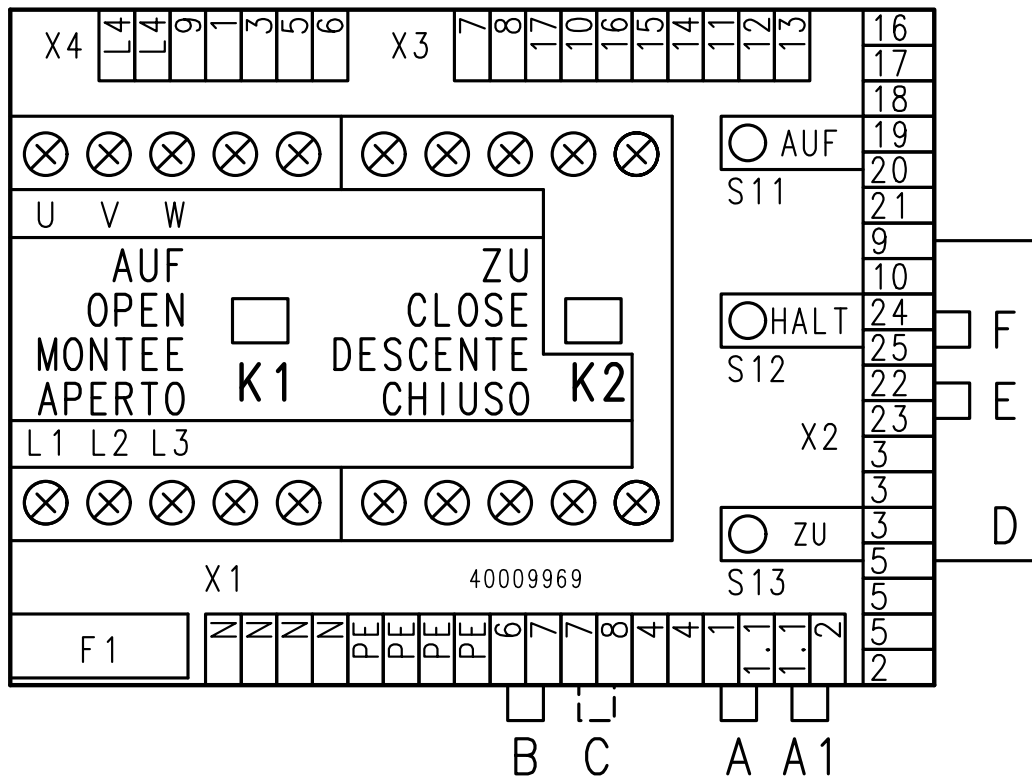 X4 L4 L4 9 1 3 5 6 X3 7 8 17 10 16 15 14 11 12 13
16
17
18
AUF 19
20
S11
21
U V W
9
AUF ZU
10
OPEN CLOSE HALT 24 F
MONTEE DESCENTE 25
K1 K2 S12
22 E
APERTO CHIUSO
23
L1 L2 L3 X2
3
3
ZU 3 D
5
X1 40009969 S13
5
F1 N N N N PE PE PE PE 6 7 7 8 4 4 1 1.1 1.1 2 5
2
B C A A1